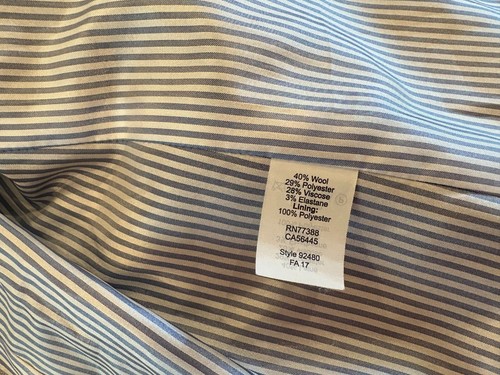 40% Wool
29% Polyester
28% Viscose
3% Elastane
Lining:
100% Polyester
RN77388
CA56445
Style 92480
FA 17